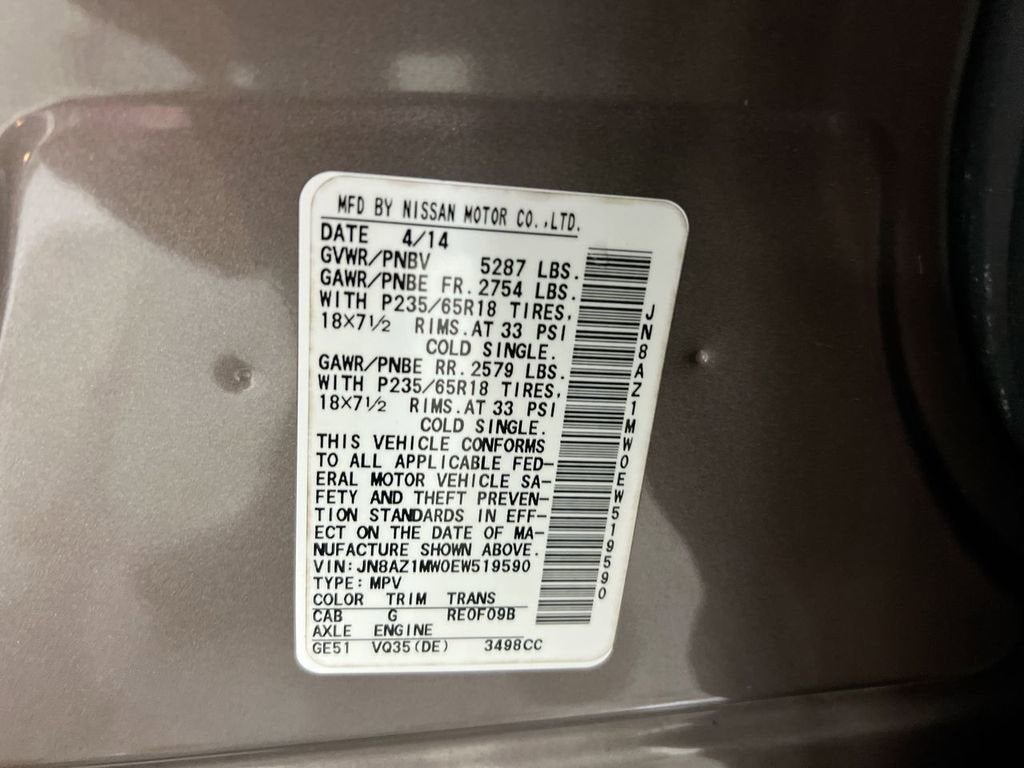 MFD BY NISSAN MOTOR CO.,LTD.
DATE 4/14
GVWR/PNBV 5287 LBS.
GAWR/PNBE FR. 2754 LBS.
WITH P235/65R18 TIRES.
18×7½ RIMS. AT 33 PSI
COLD SINGLE.
GAWR/PNBE RR. 2579 LBS.
WITH P235/65R18 TIRES.
18×7½ RIMS. AT 33 PSI
COLD SINGLE.
THIS VEHICLE CONFORMS
TO ALL APPLICABLE FED-
ERAL MOTOR VEHICLE SA-
FETY AND THEFT PREVEN-
TION STANDARDS IN EFF-
ECT ON THE DATE OF MA-
NUFACTURE SHOWN ABOVE.
VIN: JN8AZ1MW0EW519590
TYPE: MPV
COLOR TRIM TRANS
CAB G RE0F09B
AXLE ENGINE
GE51 VQ35(DE) 3498CC
JN8AZ1MW0EW519590